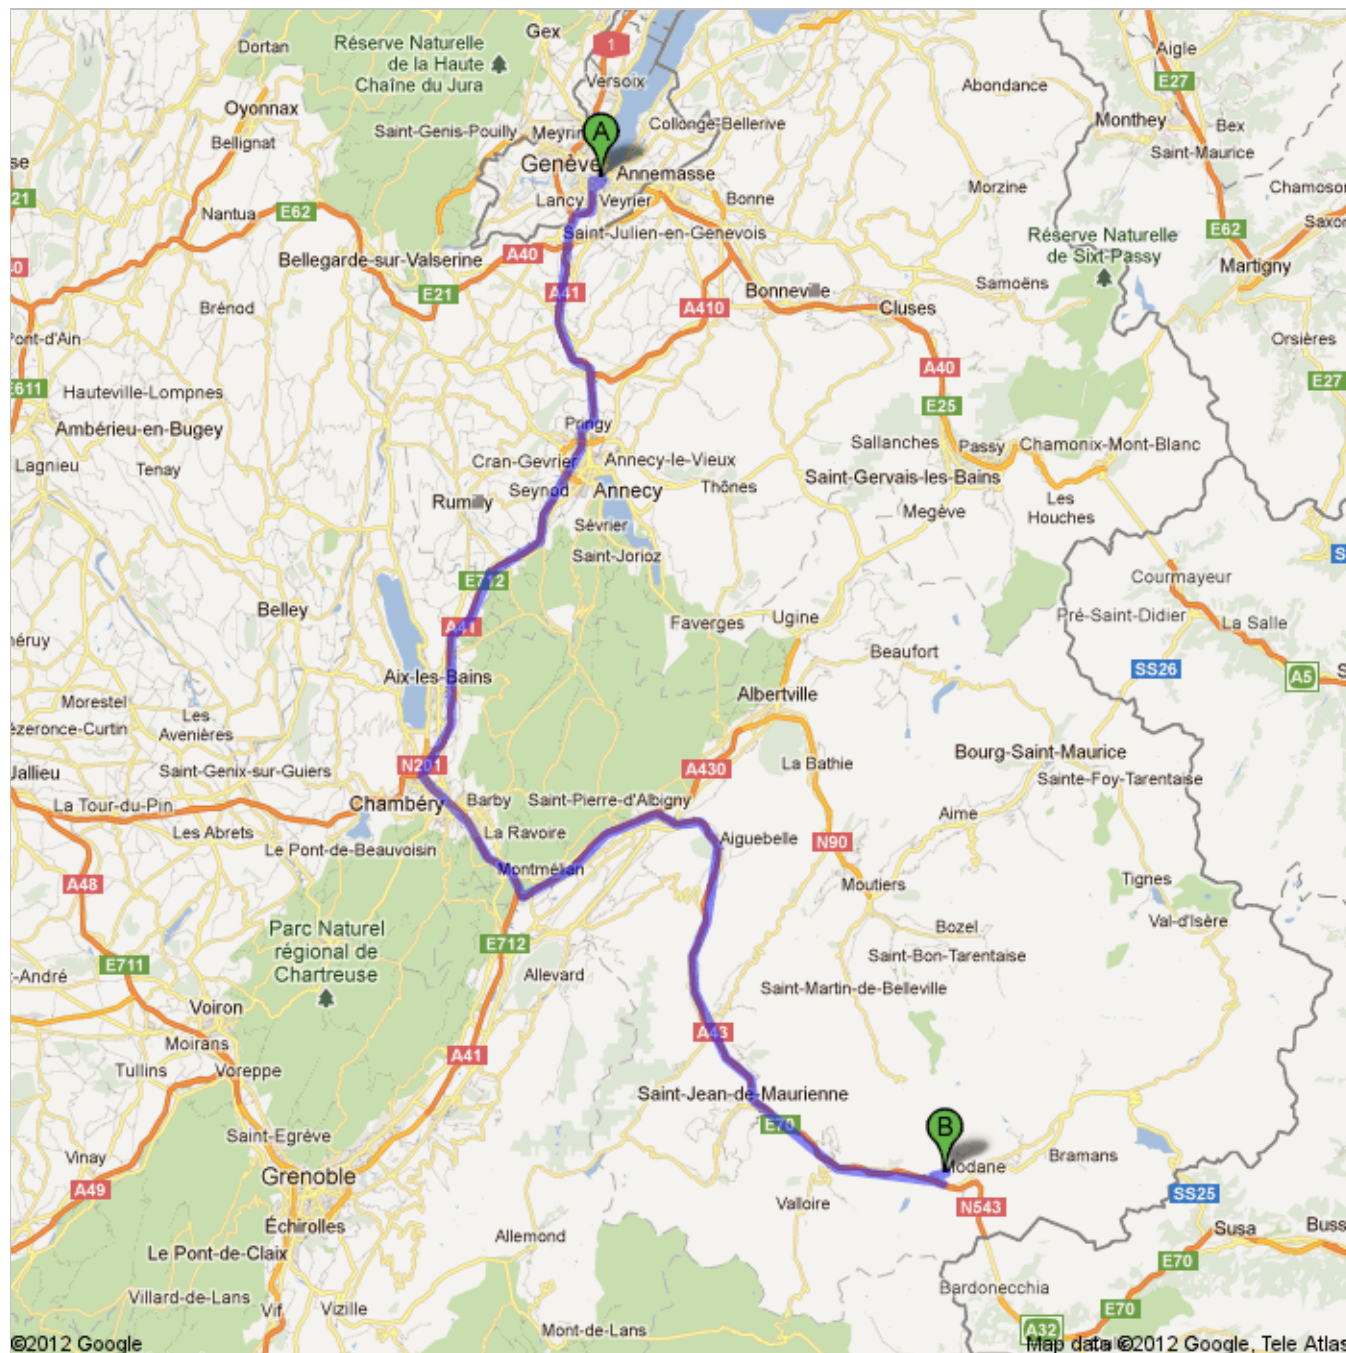 Dortan
Réserve Naturelle
de la Haute
Chaîne du Jura
Gex
1
Versoix
Aigle
E27
Abondance
Oyonnax
Bellignat
Saint-Genis-Pouilly
Meyrin
A
Collonge-Bellerive
Monthey
Bex
Saint-Maurice
Genève
Annemasse
Morzine
21
Nantua
E62
Lancy
Veyrier
Bonne
Saint-Julien-en-Genevois
Réserve Naturelle
de Sixt-Passy
E62
Martigny
Bellegarde-sur-Valserine
A40
E21
A41
Samoëns
Brénod
A410
Bonneville
Cluses
Pont-d'Ain
Orsières
E611
Hauteville-Lompnes
A40
E27
E25
Ambérieu-en-Bugey
Pringy
Sallanches
Passy
Chamonix-Mont-Blanc
Lagnieu
Tenay
Cran-Gevrier
Annecy-le-Vieux
Saint-Gervais-les-Bains
Rumilly
Seynod
Annecy
Thônes
Megève
Les
Houches
Sévrier
Saint-Jorioz
E712
Courmayeur
Belley
A41
Faverges
Ugine
Pré-Saint-Didier
La Salle
Beaufort
SS26
A5
Aix-les-Bains
Albertville
Morestel
Les
Avenières
N201
A430
La Bathie
Bourg-Saint-Maurice
Sainte-Foy-Tarentaise
Saint-Genix-sur-Guiers
La Tour-du-Pin
Chambéry
Barby
Saint-Pierre-d'Albigny
Aime
Les Abrets
Le Pont-de-Beauvoisin
La Ravoire
Aiguebelle
N90
Montmélian
A48
Moutiers
Tignes
Val-d'Isère
Parc Naturel
régional de
Chartreuse
E712
Bozel
Saint-Bon-Tarentaise
E711
Allevard
Saint-Martin-de-Belleville
Voiron
Moirans
A43
Tullins
Voreppe
A41
Saint-Jean-de-Maurienne
Saint-Egrève
E70
B
Vinay
Modane
Bramans
Grenoble
A49
Valloire
N543
SS25
Échirolles
Susa
Allemond
Le Pont-de-Claix
E70
Bardonecchia
Villard-de-Lans
Vif
Vizille
Mont-de-Lans
A32
E70
©2012 Google
Map data ©2012 Google, Tele Atlas